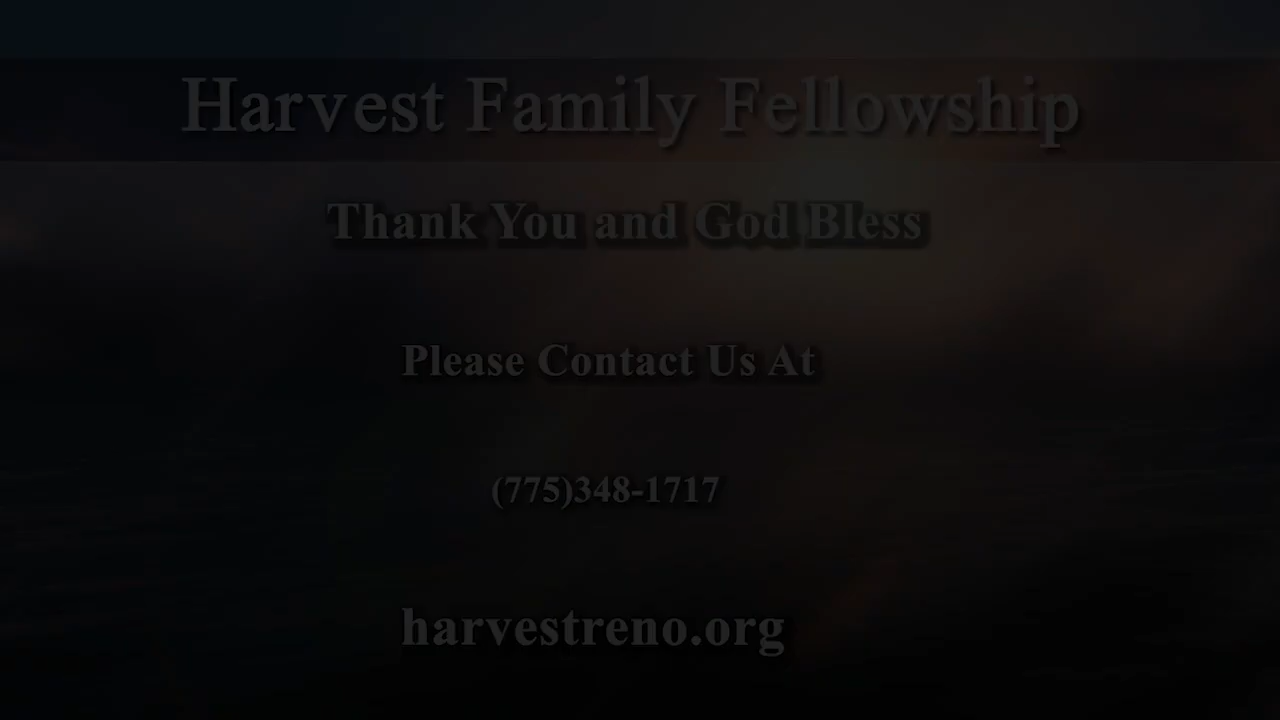 Harvest Family Fellowship
Thank You and God Bless
Please Contact Us At
(775)348-1717
harvestreno.org